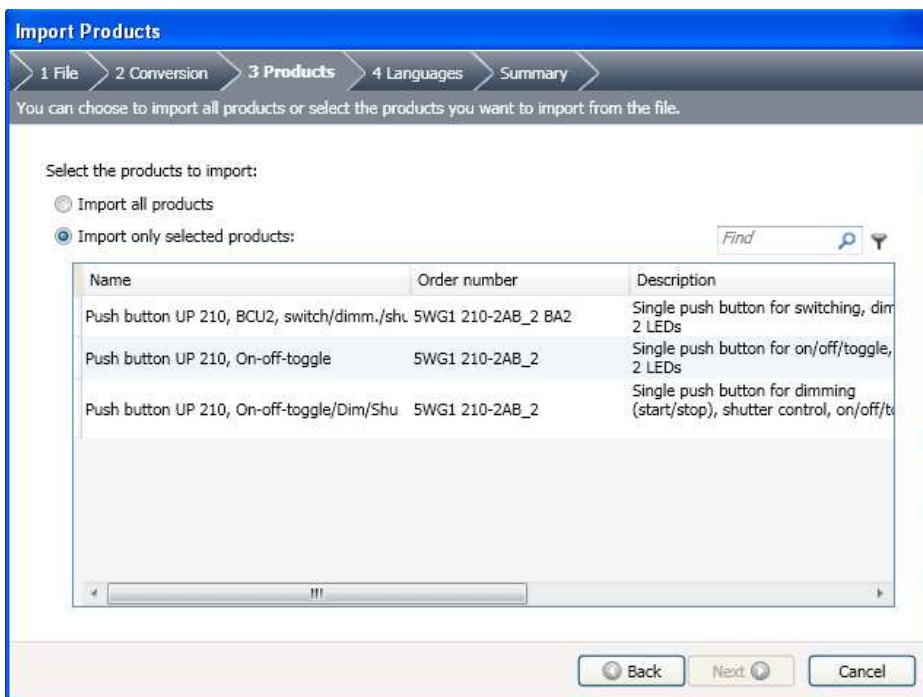 Import Products
1 File 2 Conversion 3 Products 4 Languages Summary
You can choose to import all products or select the products you want to import from the file.
Select the products to import:
Import all products
Import only selected products:
Find
Name Order number Description
Push button UP 210, BCU2, switch/dimm./shu 5WG1 210-2AB_2 BA2 Single push button for switching, dim
2 LEDs
Push button UP 210, On-off-toggle 5WG1 210-2AB_2 Single push button for on/off/toggle,
2 LEDs
Push button UP 210, On-off-toggle/Dim/Shu 5WG1 210-2AB_2 Single push button for dimming
(start/stop), shutter control, on/off/to
Back Next Cancel